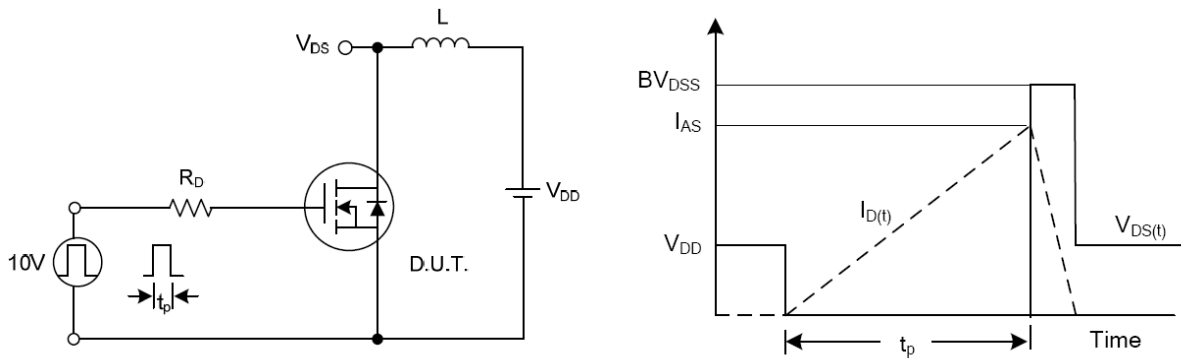 L
VDS
RD
VDD
10V
tp
D.U.T.
BVDSS
IAS
ID(t)
VDD
VDS(t)
tp
Time